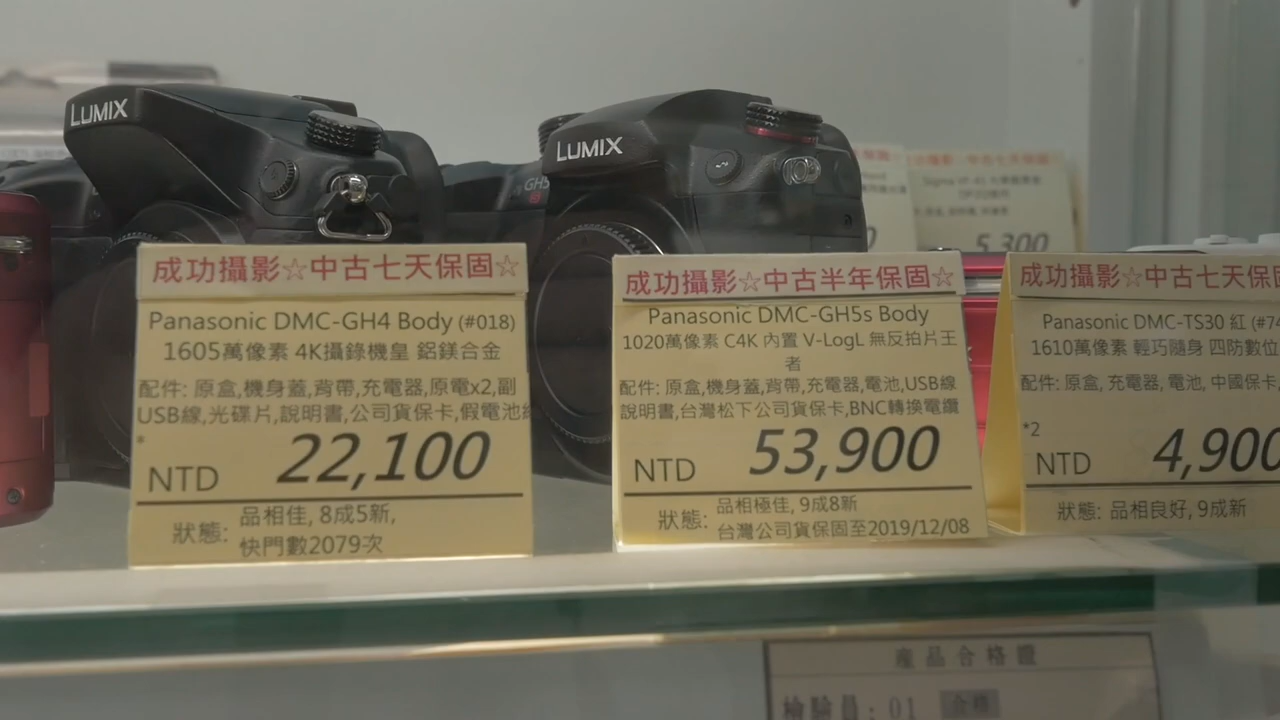 LUMIX
LUMIX
GH5
成功攝影☆中古七天保固☆
Panasonic DMC-GH4 Body (#018)
1605萬像素 4K攝錄機皇 鋁鎂合金
配件: 原盒,機身蓋,背帶,充電器,原電x2,副
USB線,光碟片,說明書,公司貨保卡,假電池
*
NTD 22,100
狀態: 品相佳, 8成5新,
快門數2079次
成功攝影☆中古半年保固☆
Panasonic DMC-GH5s Body
1020萬像素 C4K 內置 V-LogL 無反拍片王
者
配件: 原盒,機身蓋,背帶,充電器,電池,USB線
說明書,台灣松下公司貨保卡,BNC轉換電纜
NTD 53,900
狀態: 品相極佳, 9成8新
台灣公司貨保固至2019/12/08
5,300
成功攝影☆中古七天保固
Panasonic DMC-TS30 紅 (#74
1610萬像素 輕巧隨身 四防數位
配件: 原盒, 充電器, 電池, 中國保卡
*2
NTD 4,900
狀態: 品相良好, 9成新
產品合格證
檢驗員: 01 合格